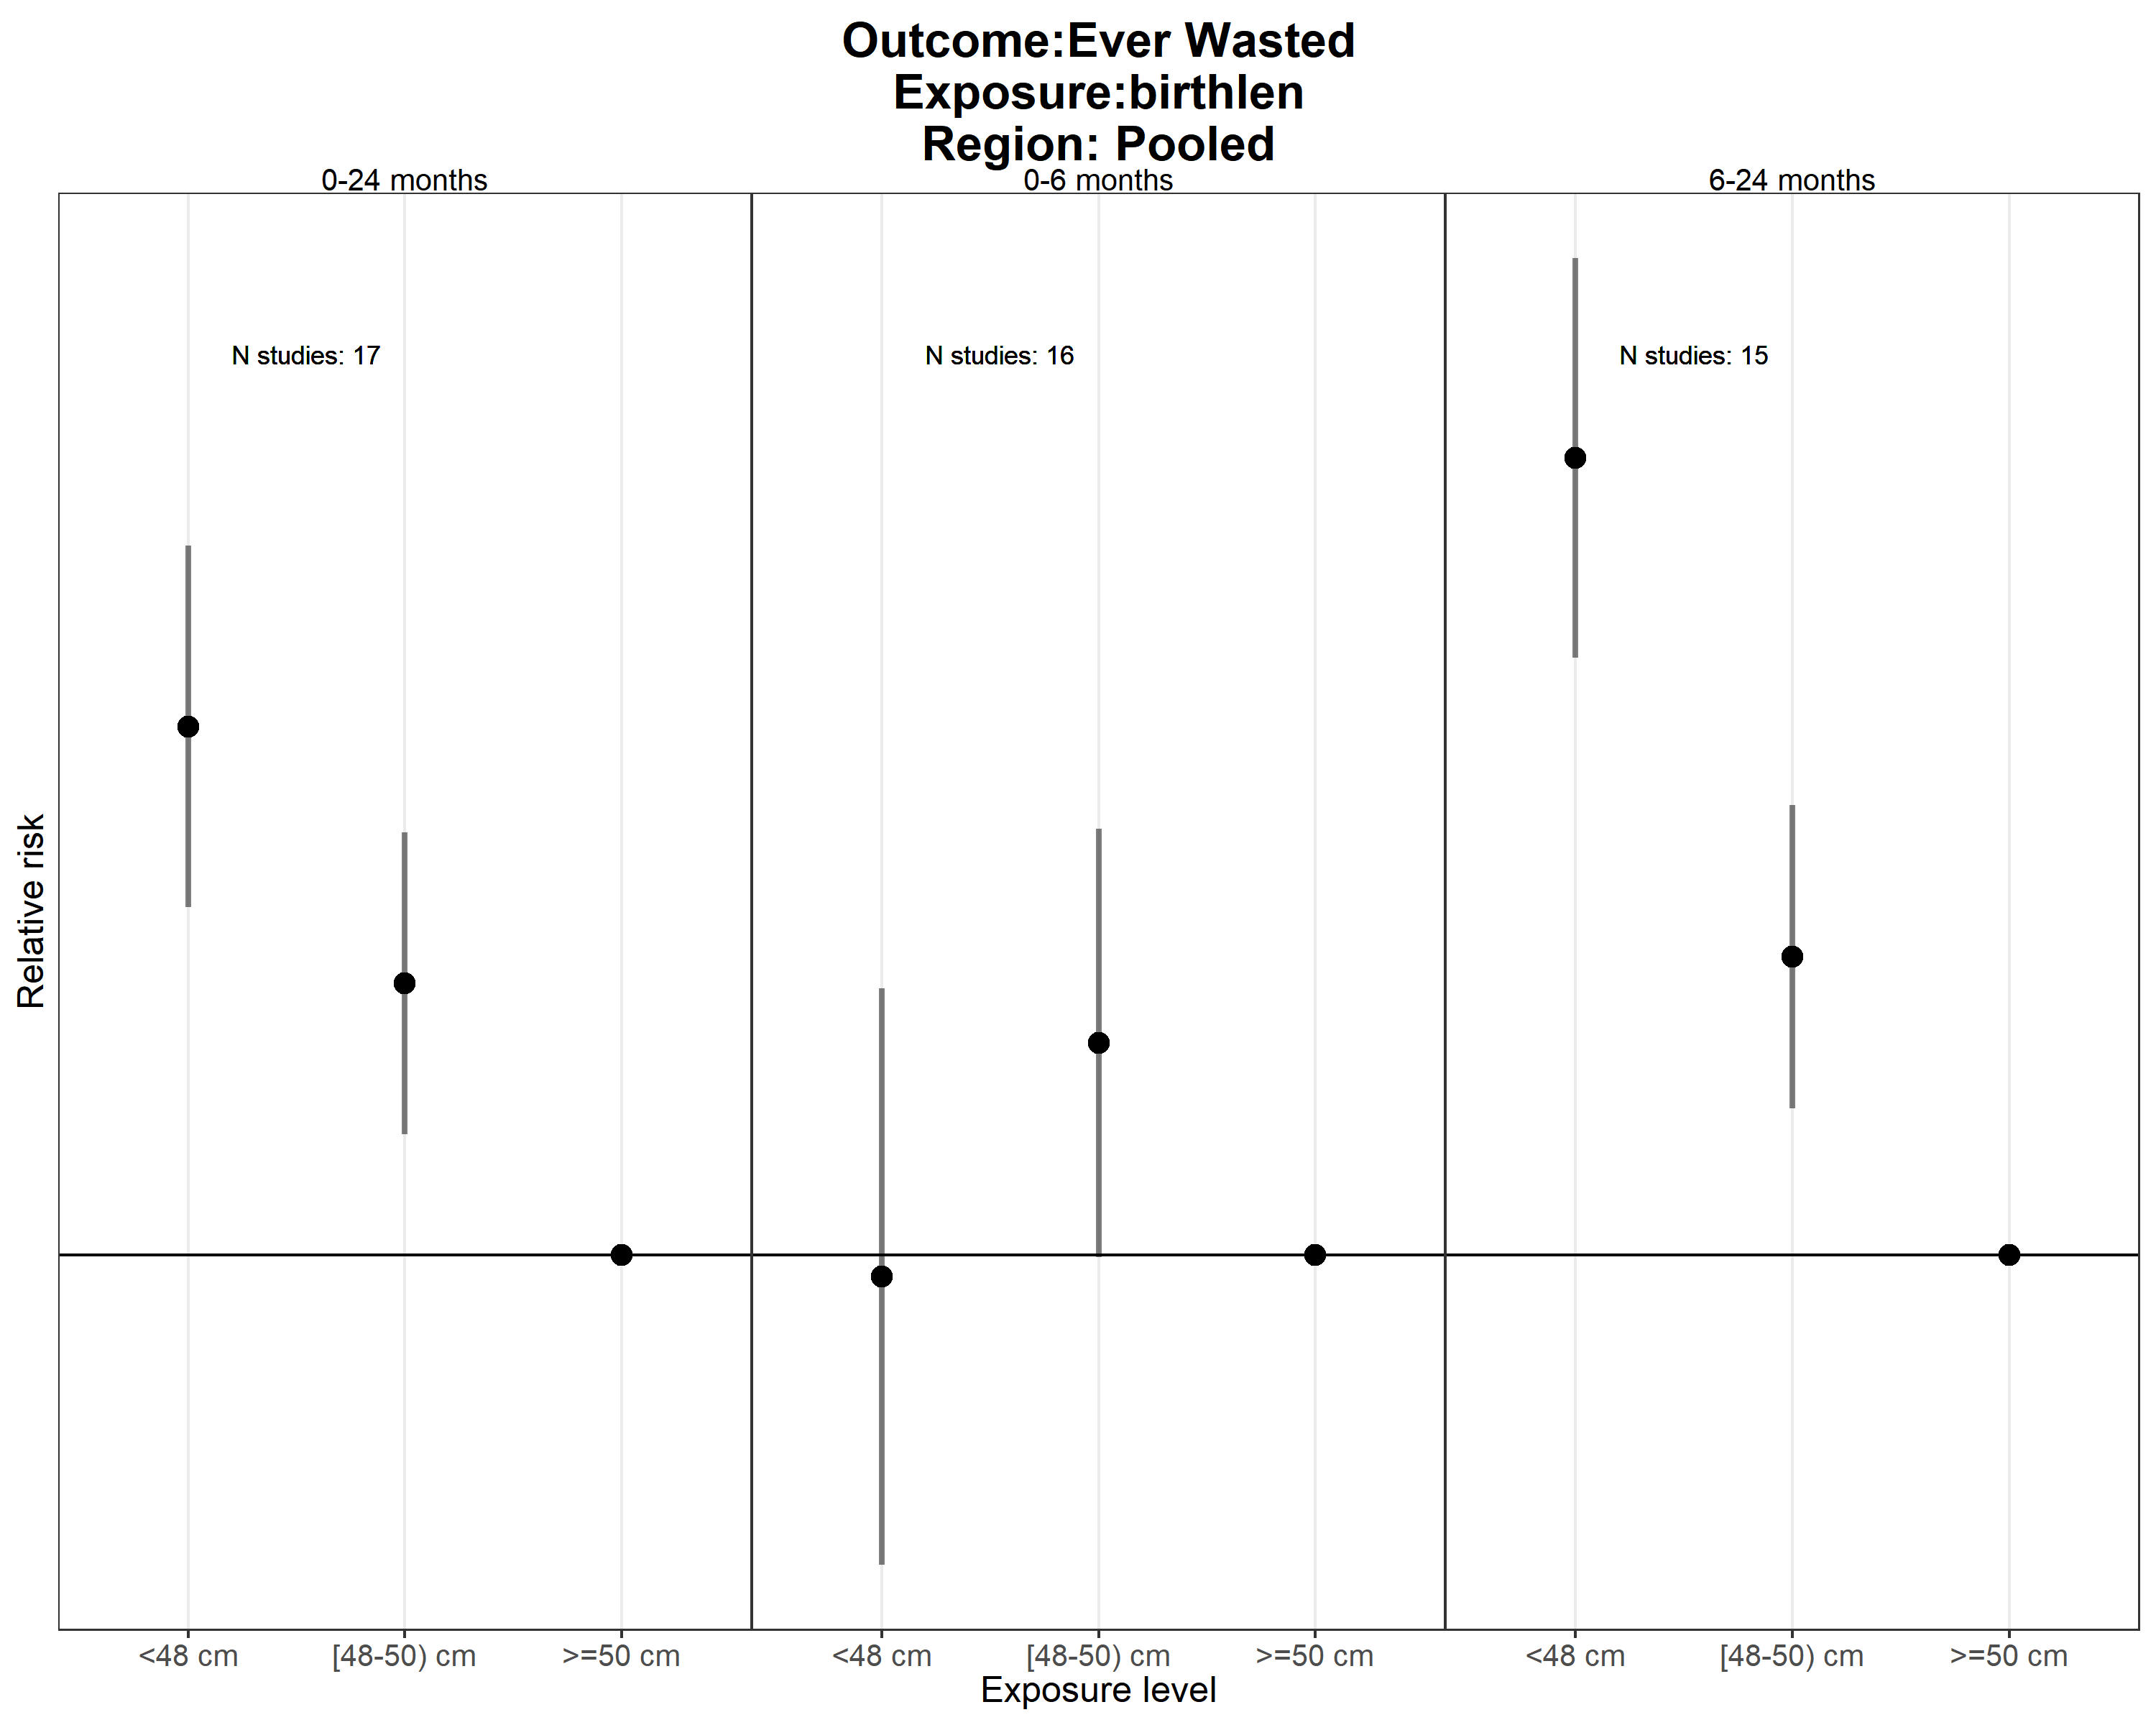 Outcome:Ever Wasted
Exposure:birthlen
Region: Pooled
0-24 months
0-6 months
6-24 months
N studies: 17
N studies: 16
N studies: 15
Relative risk
<48 cm
[48-50) cm
>=50 cm
<48 cm
[48-50) cm
>=50 cm
<48 cm
[48-50) cm
>=50 cm
Exposure level